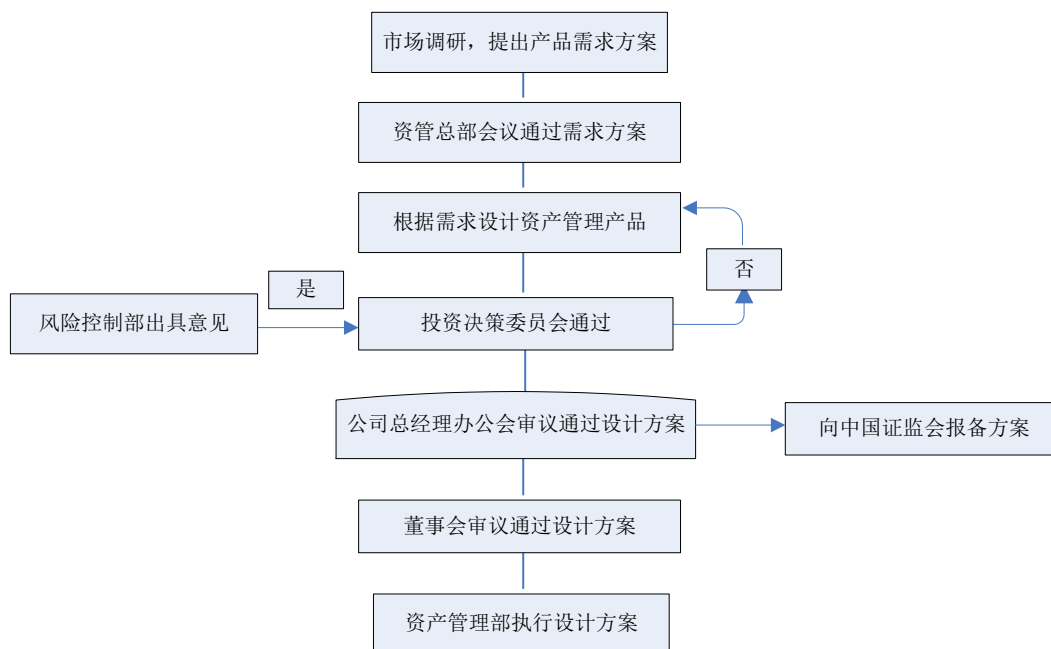 市场调研，提出产品需求方案
资管总部会议通过需求方案
根据需求设计资产管理产品
否
是
风险控制部出具意见
投资决策委员会通过
公司总经理办公会审议通过设计方案
向中国证监会报备方案
董事会审议通过设计方案
资产管理部执行设计方案